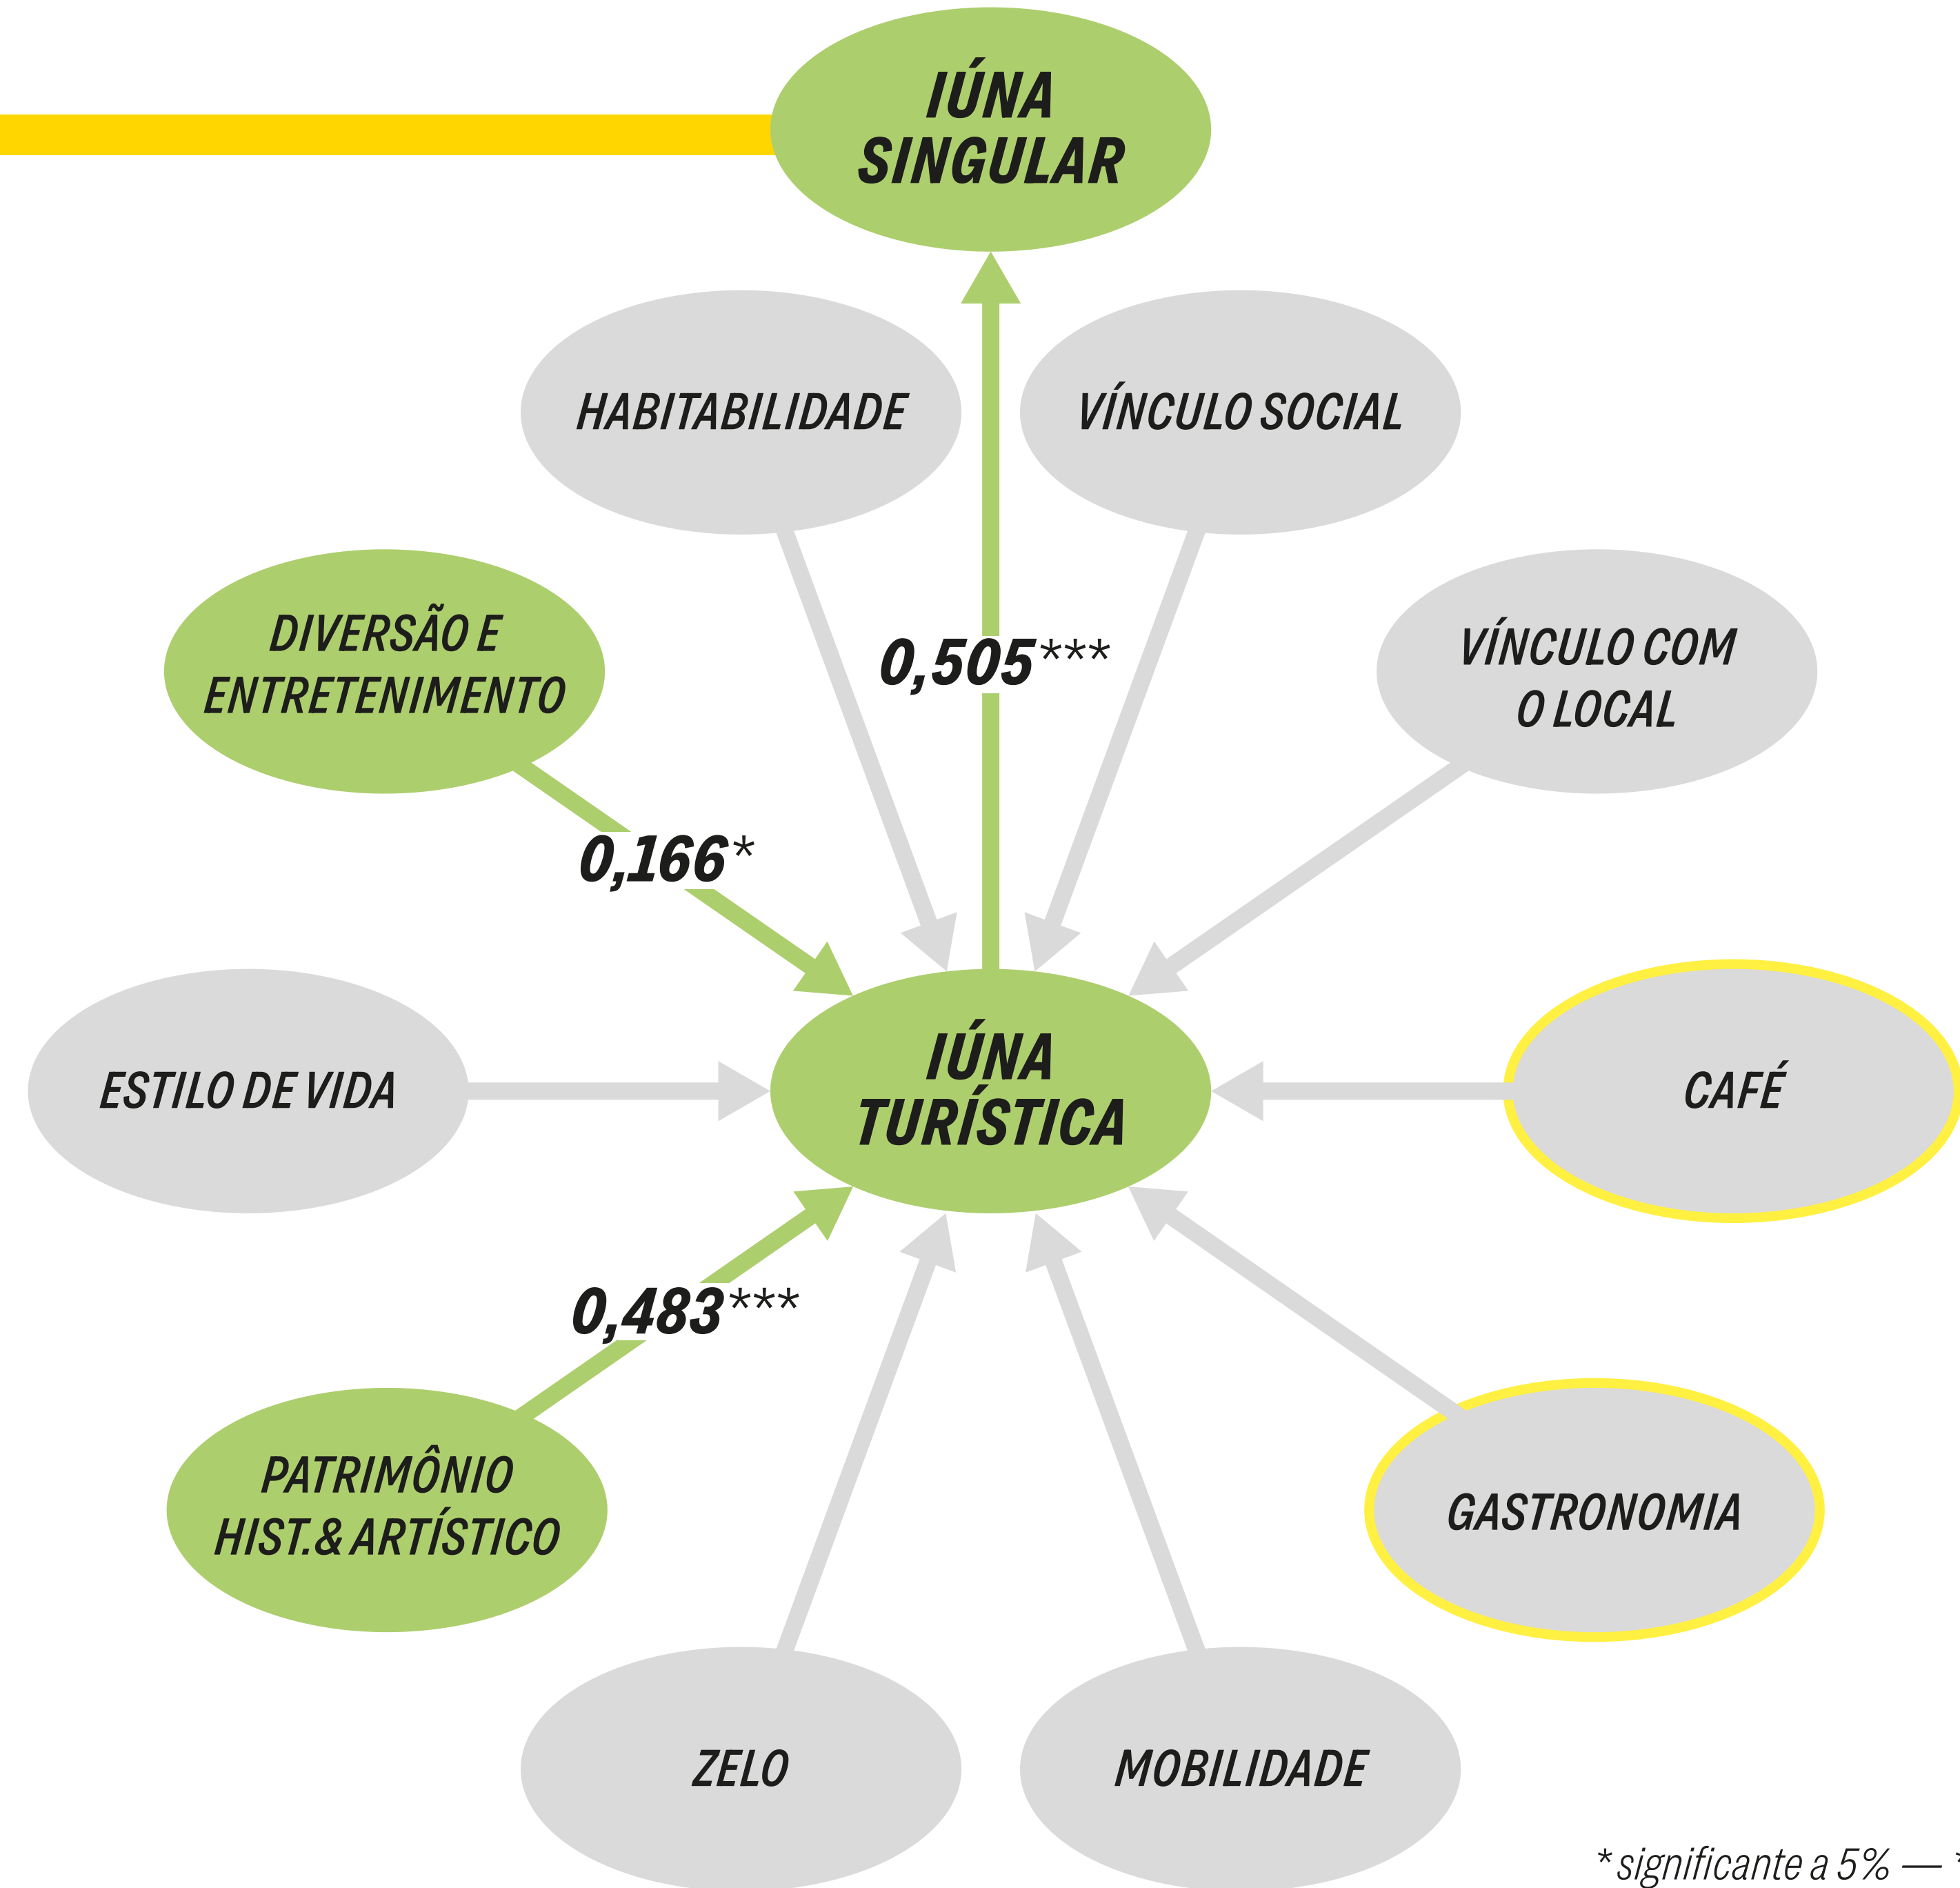 IÚNA
SINGULAR
HABITABILIDADE
VÍNCULO SOCIAL
DIVERSÃO E
ENTRETENIMENTO
0,505***
VÍNCULO COM
O LOCAL
0,166*
ESTILO DE VIDA
IÚNA
TURÍSTICA
CAFÉ
0,483***
PATRIMÔNIO
HIST.& ARTÍSTICO
GASTRONOMIA
ZELO
MOBILIDADE
* significante a 5% — *